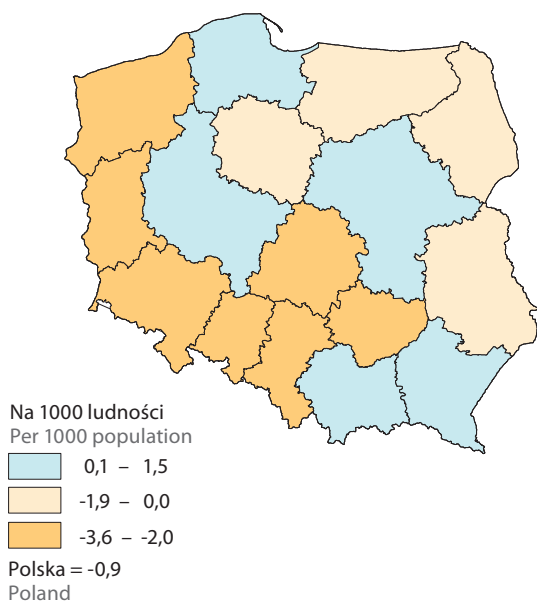 Na 1000 ludności
Per 1000 population
0,1 – 1,5
-1,9 – 0,0
-3,6 – -2,0
Polska = -0,9
Poland